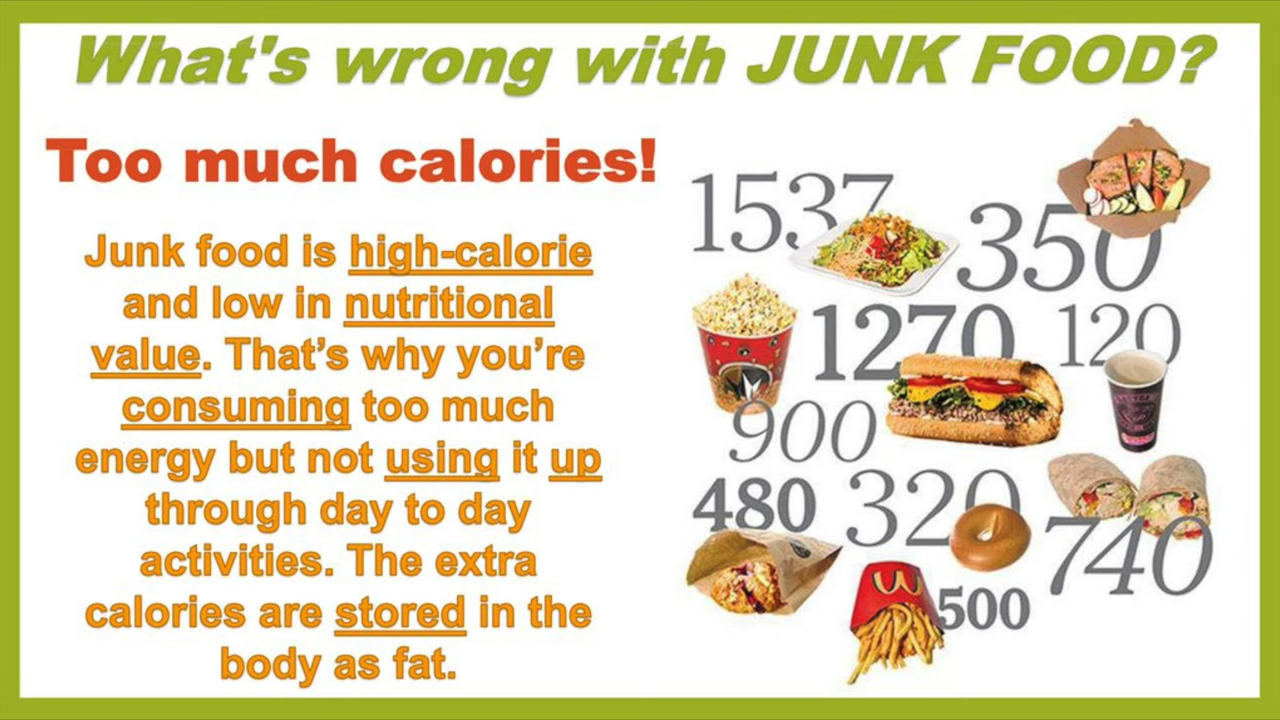 What's wrong with JUNK FOOD?
Too much calories!
Junk food is high-calorie
and low in nutritional
value. That’s why you’re
consuming too much
energy but not using it up
through day to day
activities. The extra
calories are stored in the
body as fat.
1537
350
1270
120
900
480
320
740
500